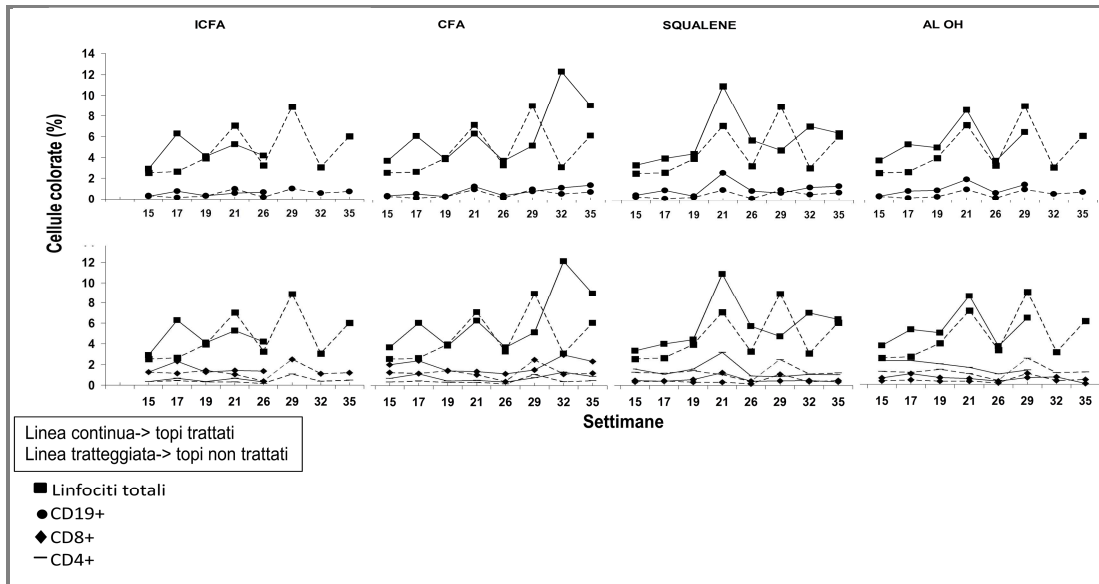 ICFA CFA SQUALENE AL OH
Cellule colorate (%)
14
12
10
8
6
4
2
0
15 17 19 21 26 29 32 35 15 17 19 21 26 29 32 35 15 17 19 21 26 29 32 35 15 17 19 21 26 29 32 35
12
10
8
6
4
2
0
15 17 19 21 26 29 32 35 15 17 19 21 26 29 32 35 15 17 19 21 26 29 32 35 15 17 19 21 26 29 32 35
Settimane
Linea continua-> topi trattati
Linea tratteggiata-> topi non trattati
Linfociti totali
CD19+
CD8+
CD4+